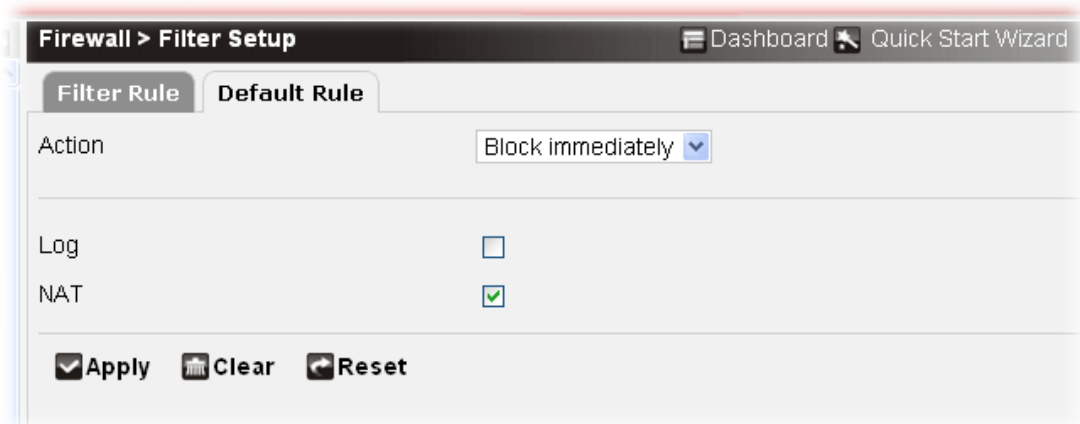 Firewall > Filter Setup Dashboard Quick Start Wizard
Filter Rule Default Rule
Action Block immediately
Log
NAT
Apply Clear Reset